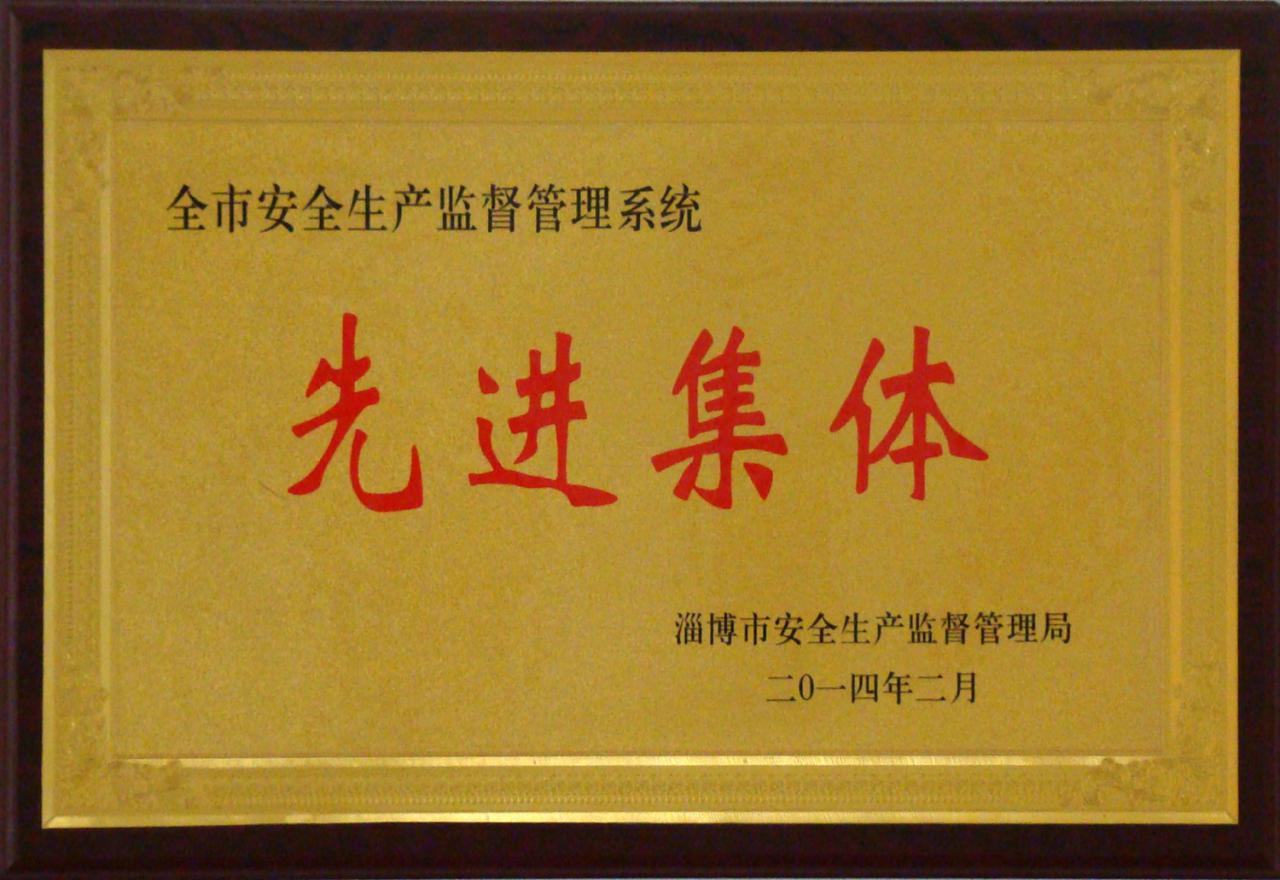 全市安全生产监督管理系统
先进集体
淄博市安全生产监督管理局
二0一四年二月